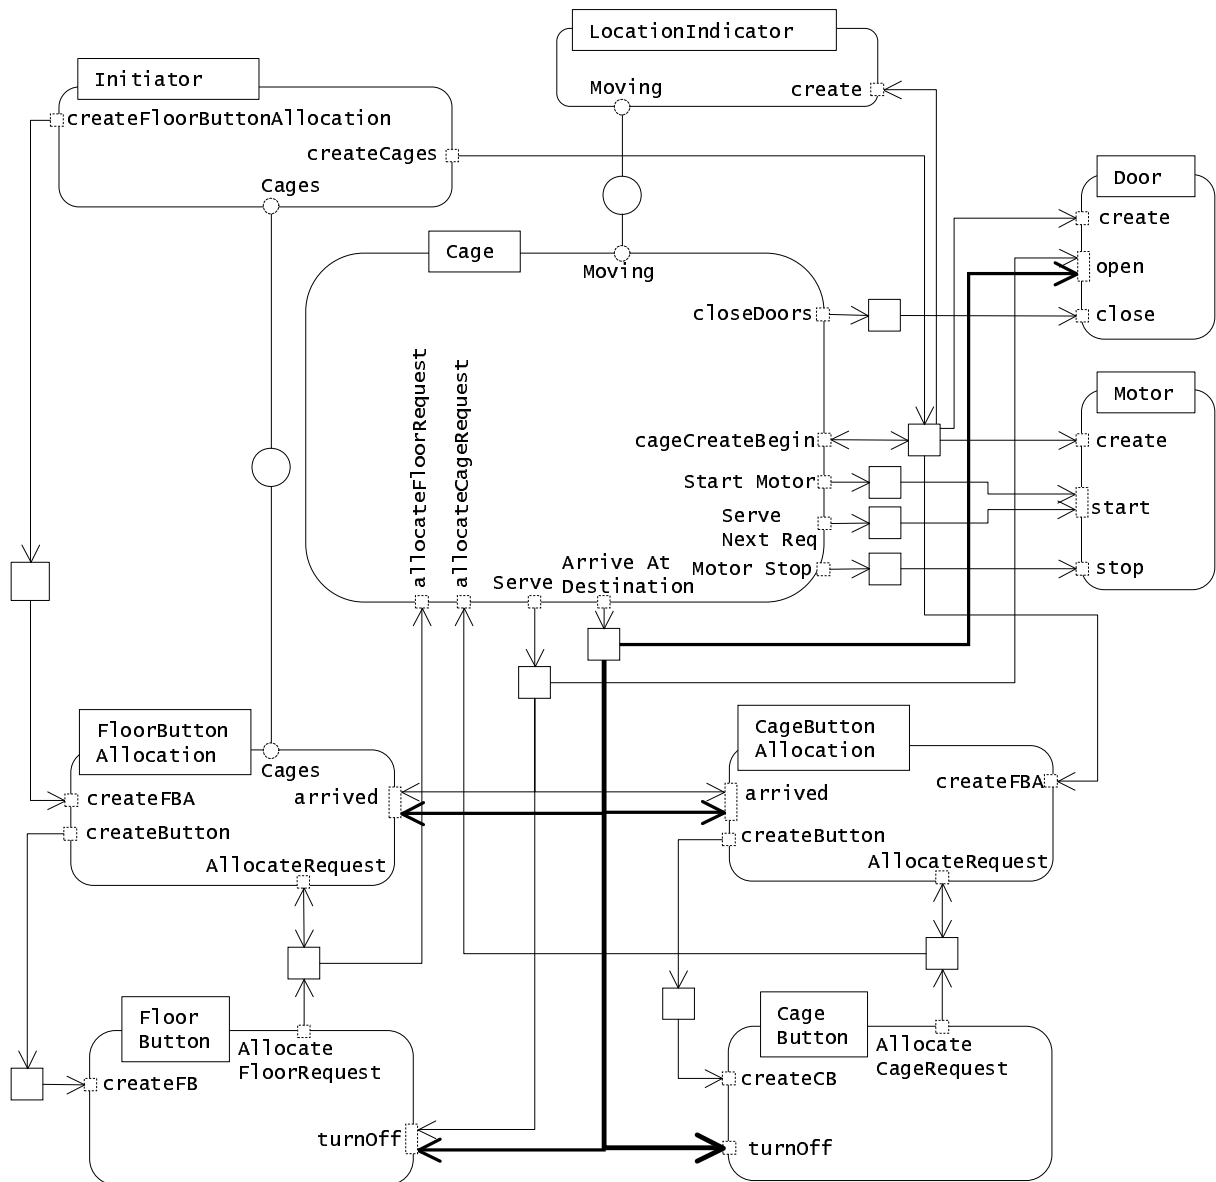 LocationIndicator
Moving
create
Initiator
createFloorButtonAllocation
createCages
Cages
Door
create
open
close
Cage
Moving
closeDoors
allocateFloorRequest
allocateCageRequest
cageCreateBegin
Start Motor
Serve
Next Req
Motor Stop
Serve
Arrive At
Destination
Motor
create
start
stop
FloorButton
Allocation
Cages
createFBA
arrived
createButton
AllocateRequest
CageButton
Allocation
createFBA
arrived
createButton
AllocateRequest
Floor
Button
Allocate
FloorRequest
createFB
turnOff
Cage
Button
Allocate
CageRequest
createCB
turnOff